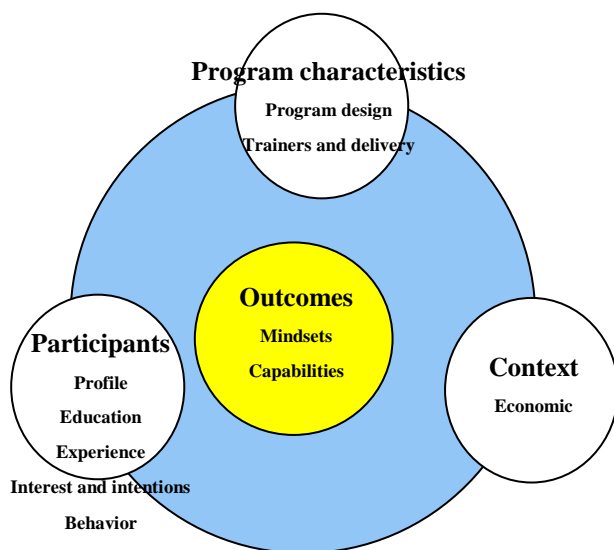 Program characteristics
Program design
Trainers and delivery
Outcomes
Mindsets
Capabilities
Participants
Profile
Education
Experience
Interest and intentions
Behavior
Context
Economic